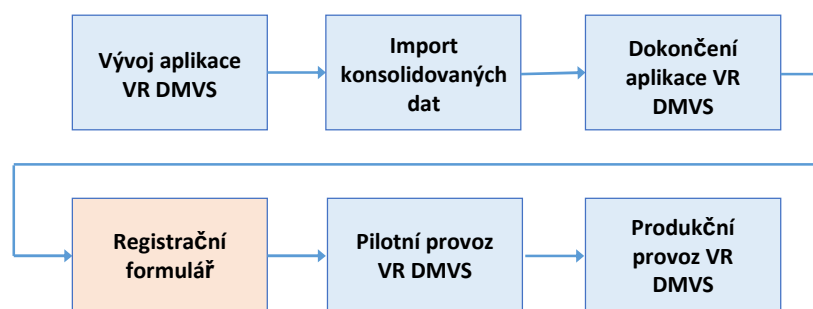 Vývoj aplikace
VR DMVS
Import
konsolidovaných
dat
Dokončení
aplikace VR
DMVS
Registrační
formulář
Pilotní provoz
VR DMVS
Produkční
provoz VR
DMVS